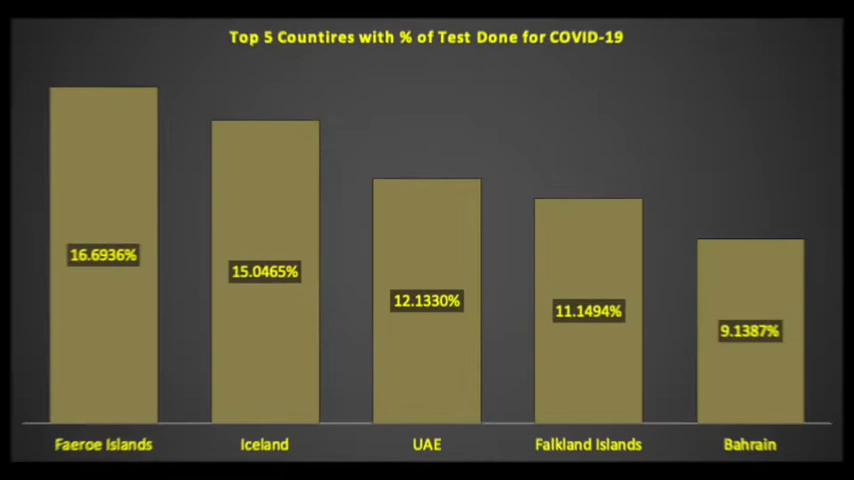 Top 5 Countires with % of Test Done for COVID-19
16.6936%
15.0465%
12.1330%
11.1494%
9.1387%
Faeroe Islands
Iceland
UAE
Falkland Islands
Bahrain